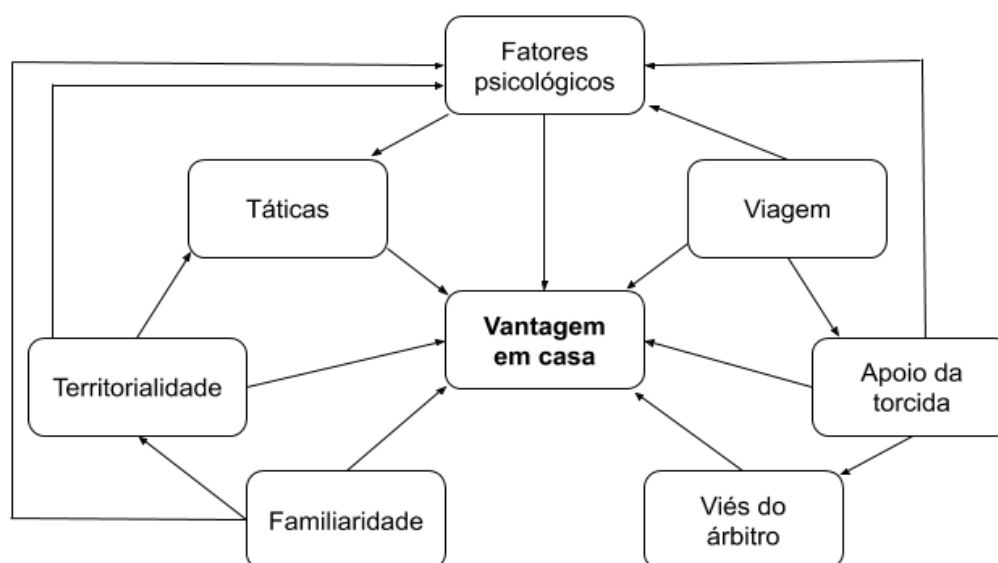 Fatores
psicológicos
Táticas
Viagem
Vantagem
em casa
Territorialidade
Apoio da
torcida
Familiaridade
Viés do
árbitro